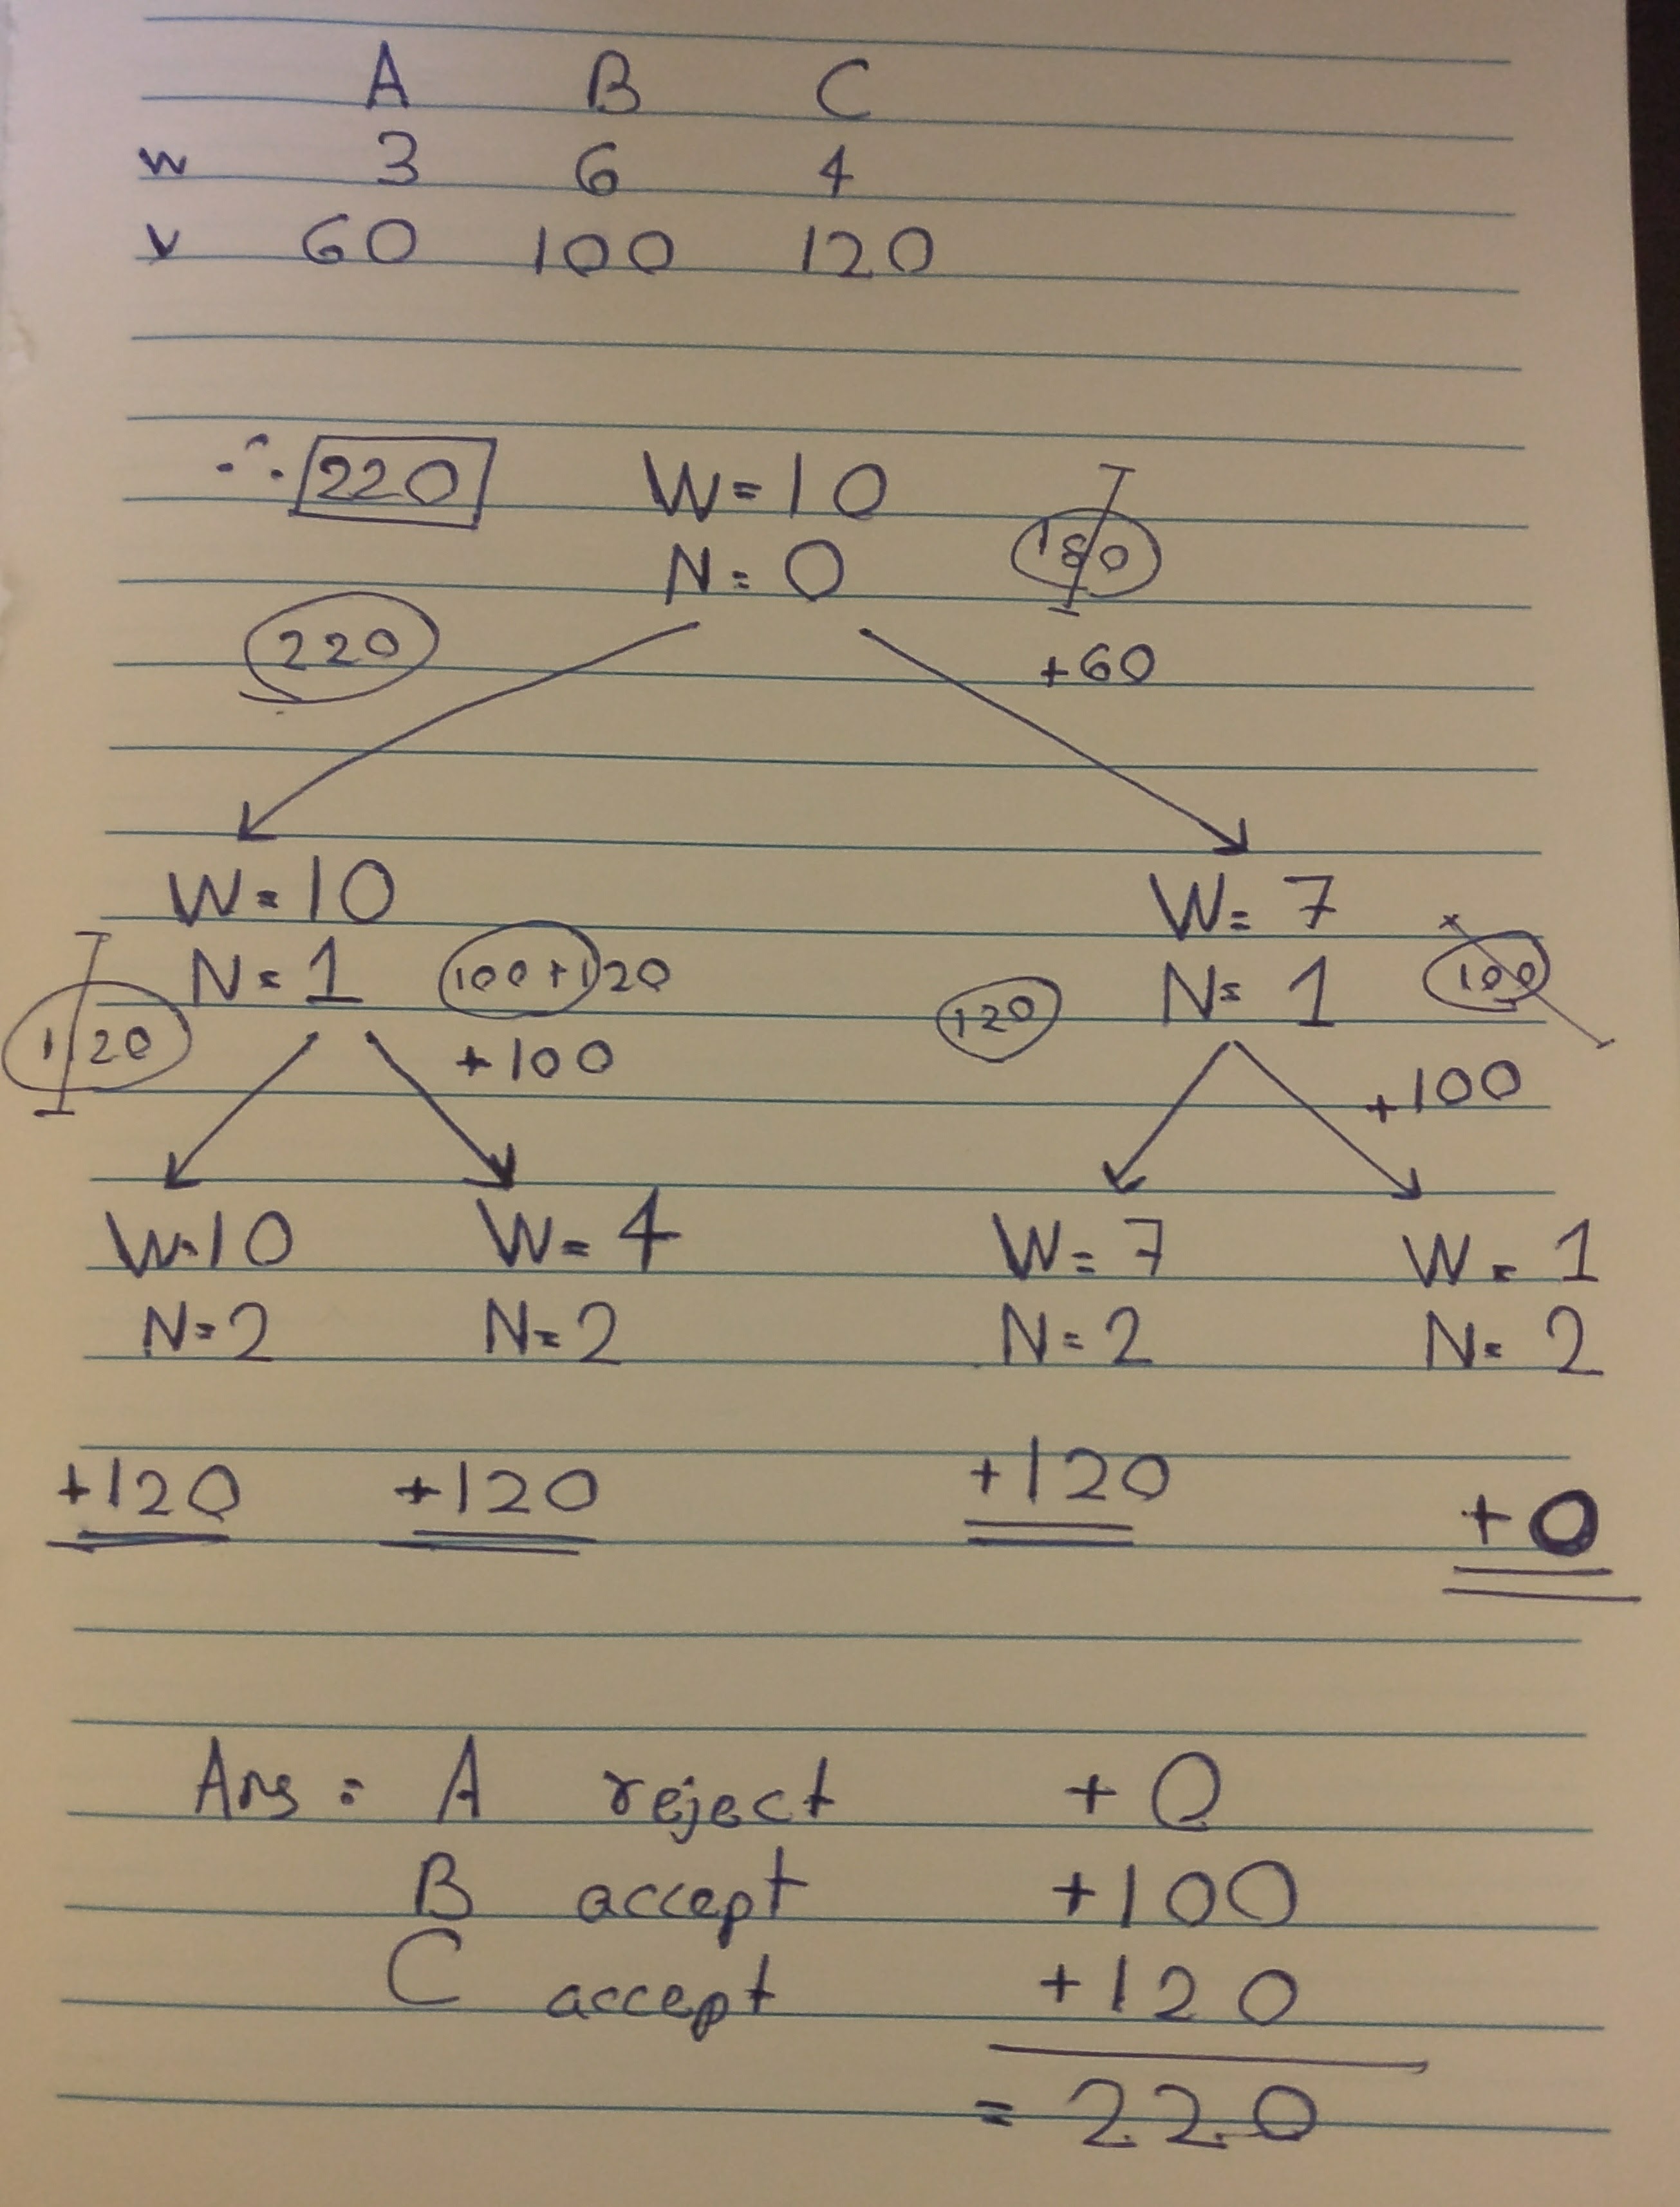 A B C
w 3 6 4
v 60 100 120
∴ 220 W = 10 180
N = 0
220 +60
W = 10 W = 7
N = 1 100+120 120 N = 1 100
120 +100 +100
W = 10 W = 4 W = 7 W = 1
N = 2 N = 2 N = 2 N = 2
+120 +120 +120 +0
Ans = A reject +0
B accept +100
C accept +120
= 220